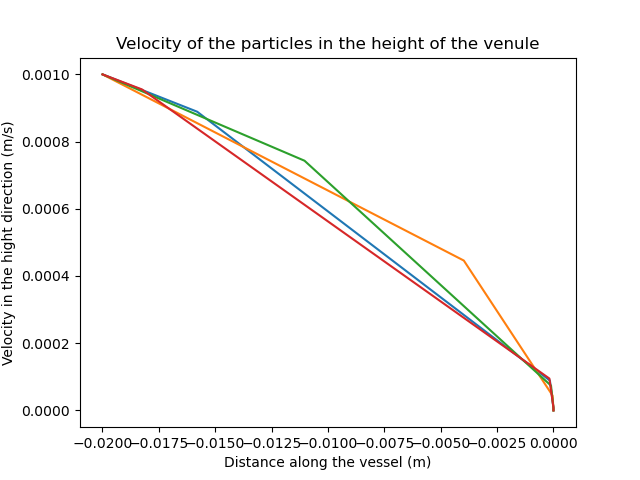 Velocity of the particles in the height of the venule
Velocity in the hight direction (m/s)
0.0010
0.0008
0.0006
0.0004
0.0002
0.0000
−0.0200 −0.0175 −0.0150 −0.0125 −0.0100 −0.0075 −0.0050 −0.0025 0.0000
Distance along the vessel (m)